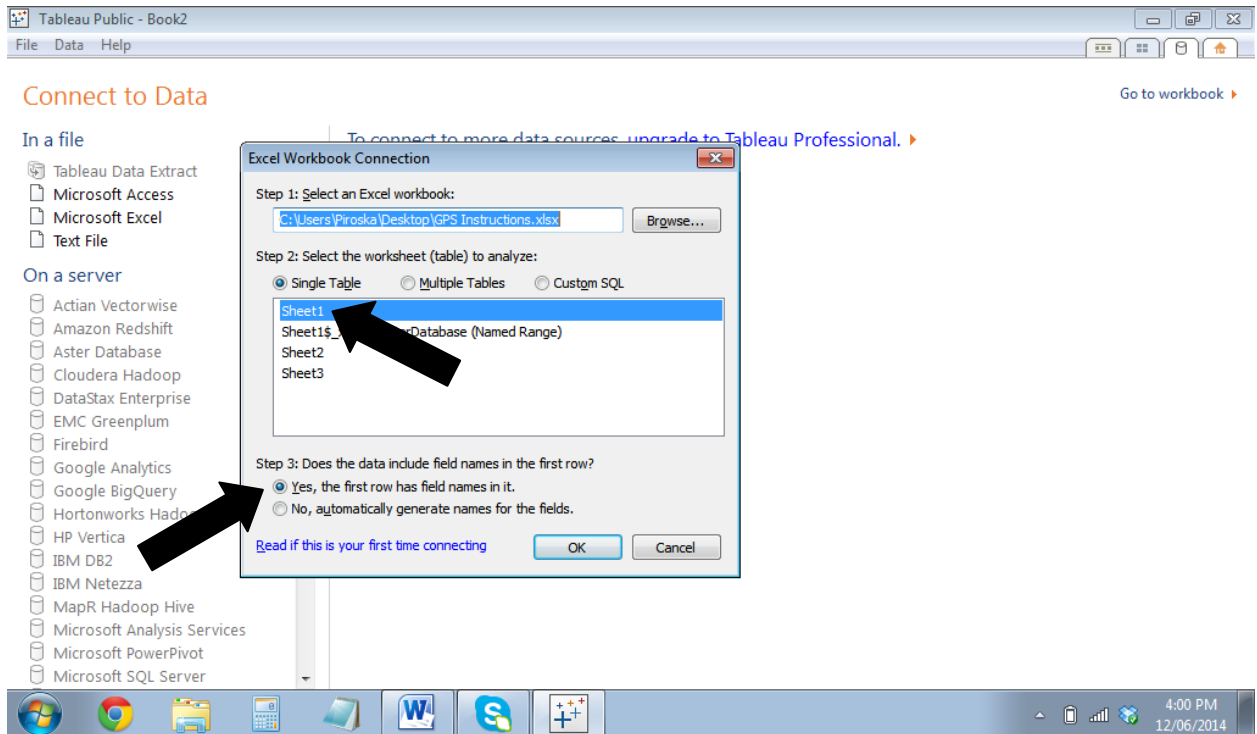 Tableau Public - Book2
File Data Help
Connect to Data
Go to workbook
In a file
To connect to more data sources, upgrade to Tableau Professional.
Tableau Data Extract
Microsoft Access
Microsoft Excel
Text File
On a server
Actian Vectorwise
Amazon Redshift
Aster Database
Cloudera Hadoop
DataStax Enterprise
EMC Greenplum
Firebird
Google Analytics
Google BigQuery
Hortonworks
HP Vertica
IBM DB2
IBM Netezza
MapR Hadoop Hive
Microsoft Analysis Services
Microsoft PowerPivot
Microsoft SQL Server
Excel Workbook Connection
Step 1: Select an Excel workbook:
C:\Users\Piroska\Desktop\GPS Instructions.xlsx
Browse...
Step 2: Select the worksheet (table) to analyze:
Single Table Multiple Tables Custom SQL
Sheet1
(Named Range)
Sheet2
Sheet3
Step 3: Does the data include field names in the first row?
Yes, the first row has field names in it.
No, automatically generate names for the fields.
Read if this is your first time connecting
OK Cancel
4:00 PM
12/06/2014